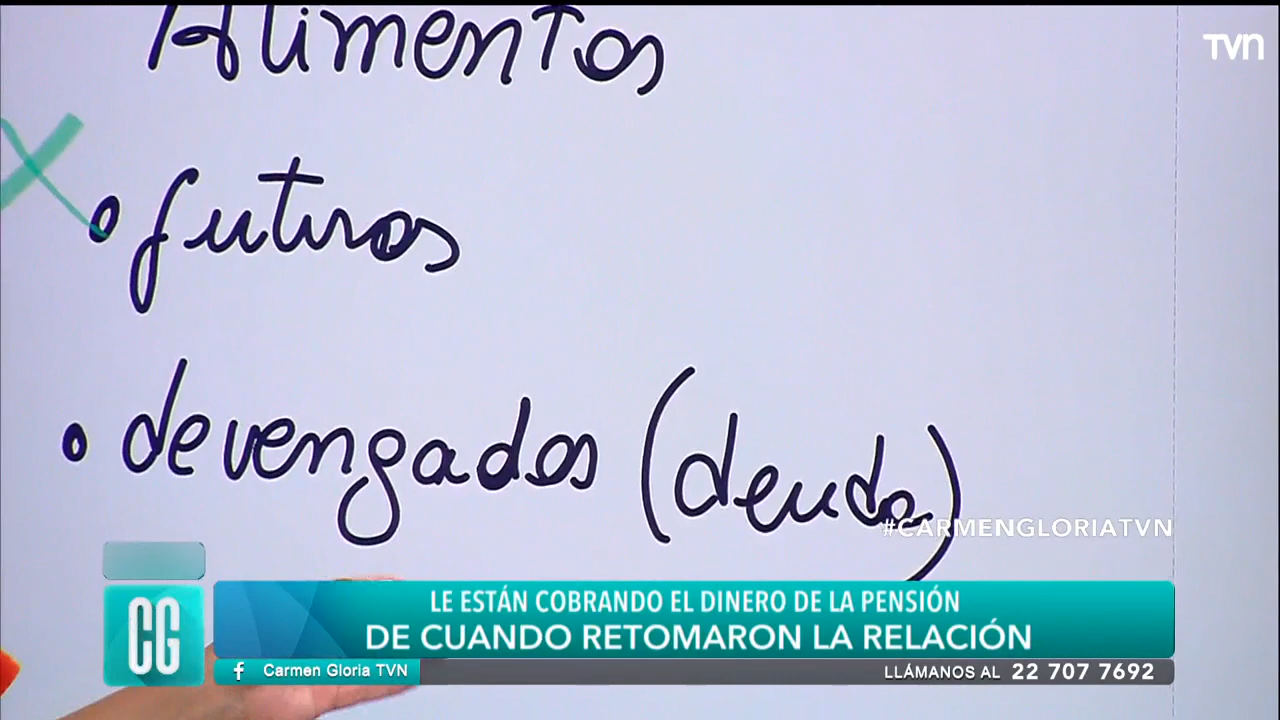 Alimentos
TVN
• futuros
• devengados (deuda)
#CARMENGLORIATVN
CG
LE ESTÁN COBRANDO EL DINERO DE LA PENSIÓN
DE CUANDO RETOMARON LA RELACIÓN
f Carmen Gloria TVN
LLÁMANOS AL 22 707 7692